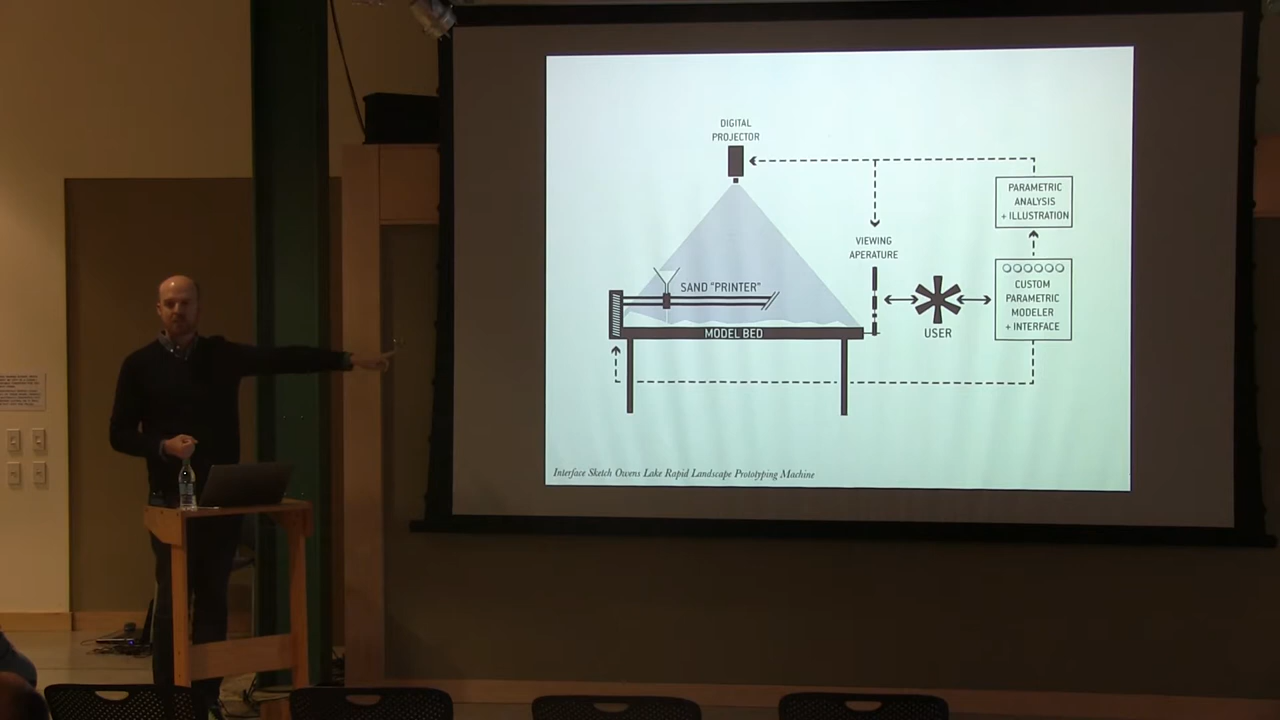 DIGITAL
PROJECTOR
PARAMETRIC
ANALYSIS
+ ILLUSTRATION
VIEWING
APERATURE
SAND "PRINTER"
CUSTOM
PARAMETRIC
MODELER
+ INTERFACE
MODEL BED
USER
Interface Sketch Owens Lake Rapid Landscape Prototyping Machine